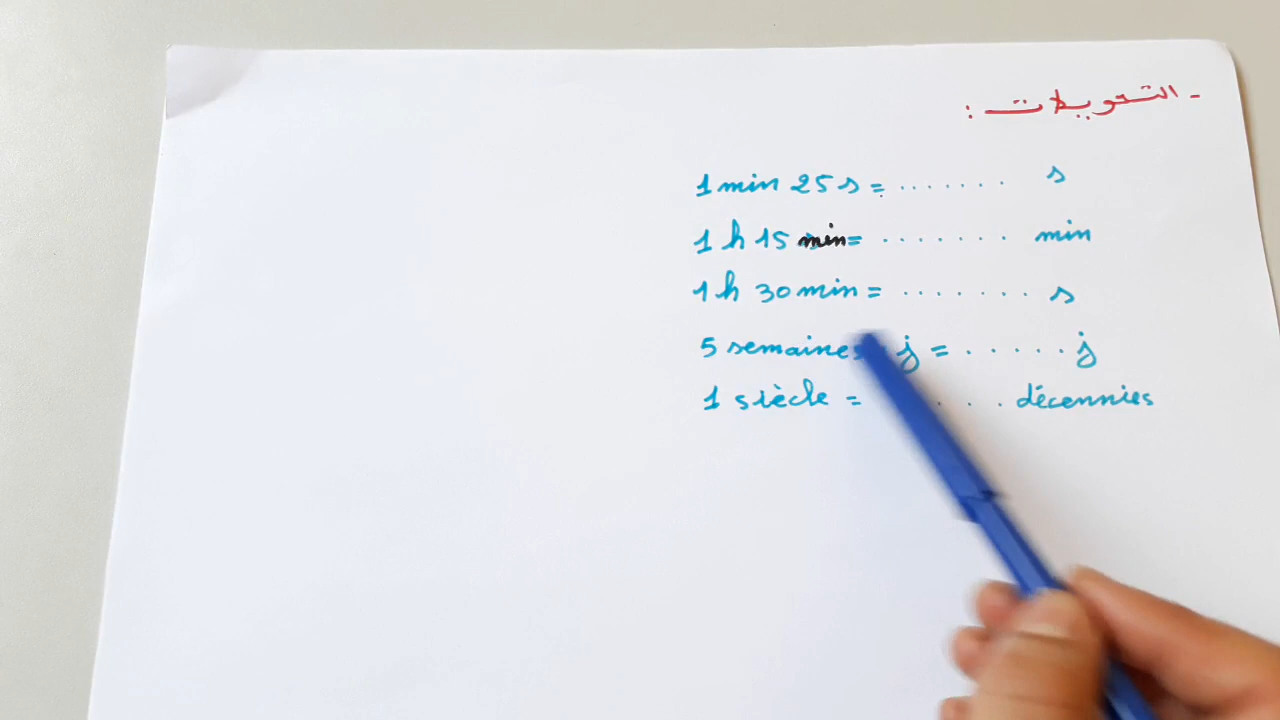 - التحويلات :
1 min 25 s = ....... s
1 h 15 min = ....... min
1 h 30 min = ....... s
5 semaines j = ..... j
1 siècle = . . . décennies